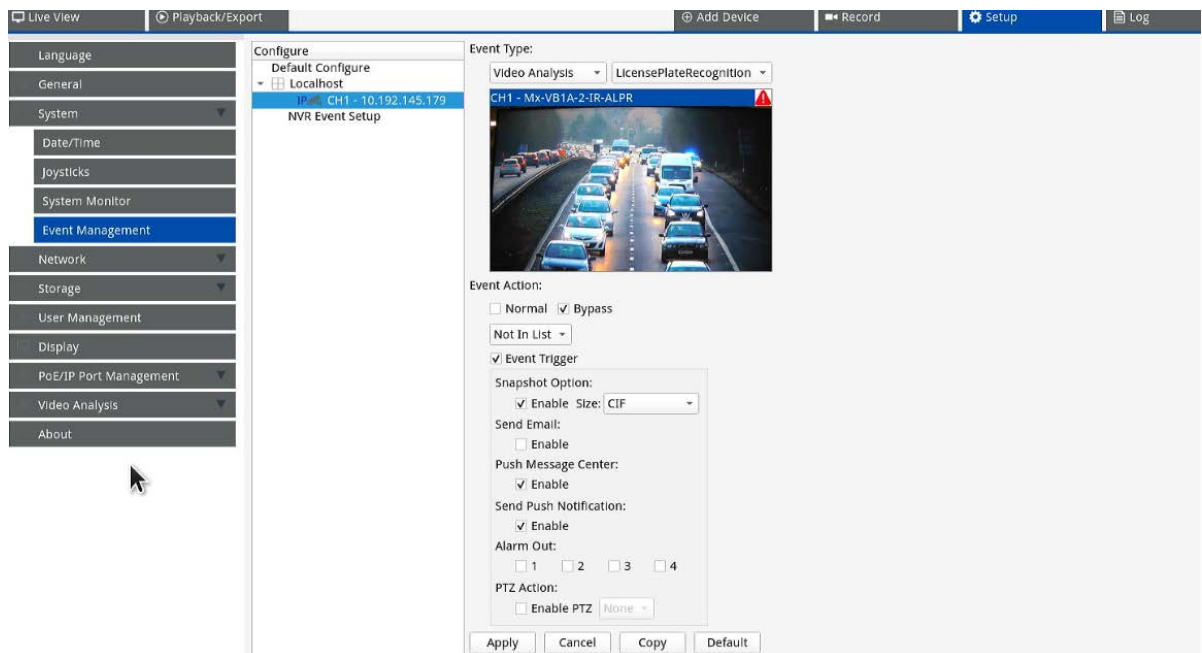 Live View
Playback/Export
Add Device
Record
Setup
Log
Language
General
System
Date/Time
Joysticks
System Monitor
Event Management
Network
Storage
User Management
Display
PoE/IP Port Management
Video Analysis
About
Configure
Default Configure
Localhost
IP CH1 - 10.192.145.179
NVR Event Setup
Event Type:
Video Analysis LicensePlateRecognition
CH1 - Mx-VB1A-2-IR-ALPR
Event Action:
Normal Bypass
Not In List
Event Trigger
Snapshot Option:
Enable Size: CIF
Send Email:
Enable
Push Message Center:
Enable
Send Push Notification:
Enable
Alarm Out:
1 2 3 4
PTZ Action:
Enable PTZ None
Apply Cancel Copy Default